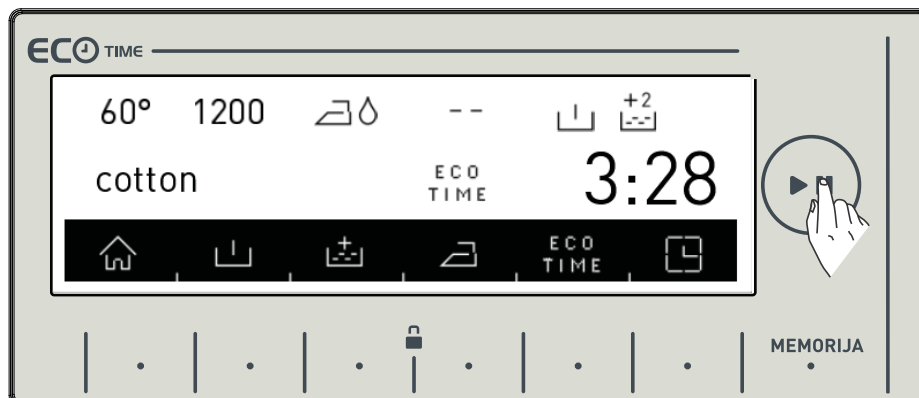 ECO TIME
60° 1200 -- +2
cotton ECO TIME 3:28
ECO TIME
MEMORIJA